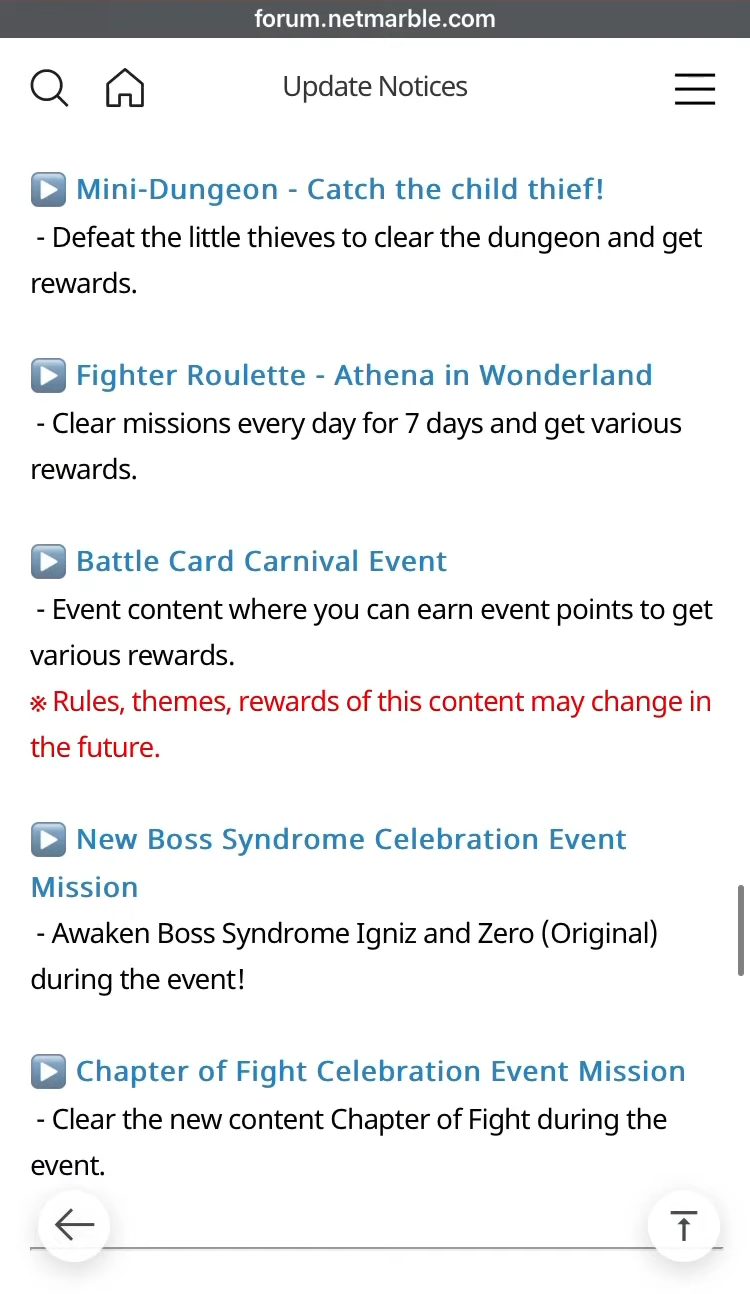 forum.netmarble.com
Update Notices
Mini-Dungeon - Catch the child thief!
- Defeat the little thieves to clear the dungeon and get
rewards.
Fighter Roulette - Athena in Wonderland
- Clear missions every day for 7 days and get various
rewards.
Battle Card Carnival Event
- Event content where you can earn event points to get
various rewards.
※ Rules, themes, rewards of this content may change in
the future.
New Boss Syndrome Celebration Event
Mission
- Awaken Boss Syndrome Igniz and Zero (Original)
during the event!
Chapter of Fight Celebration Event Mission
- Clear the new content Chapter of Fight during the
event.